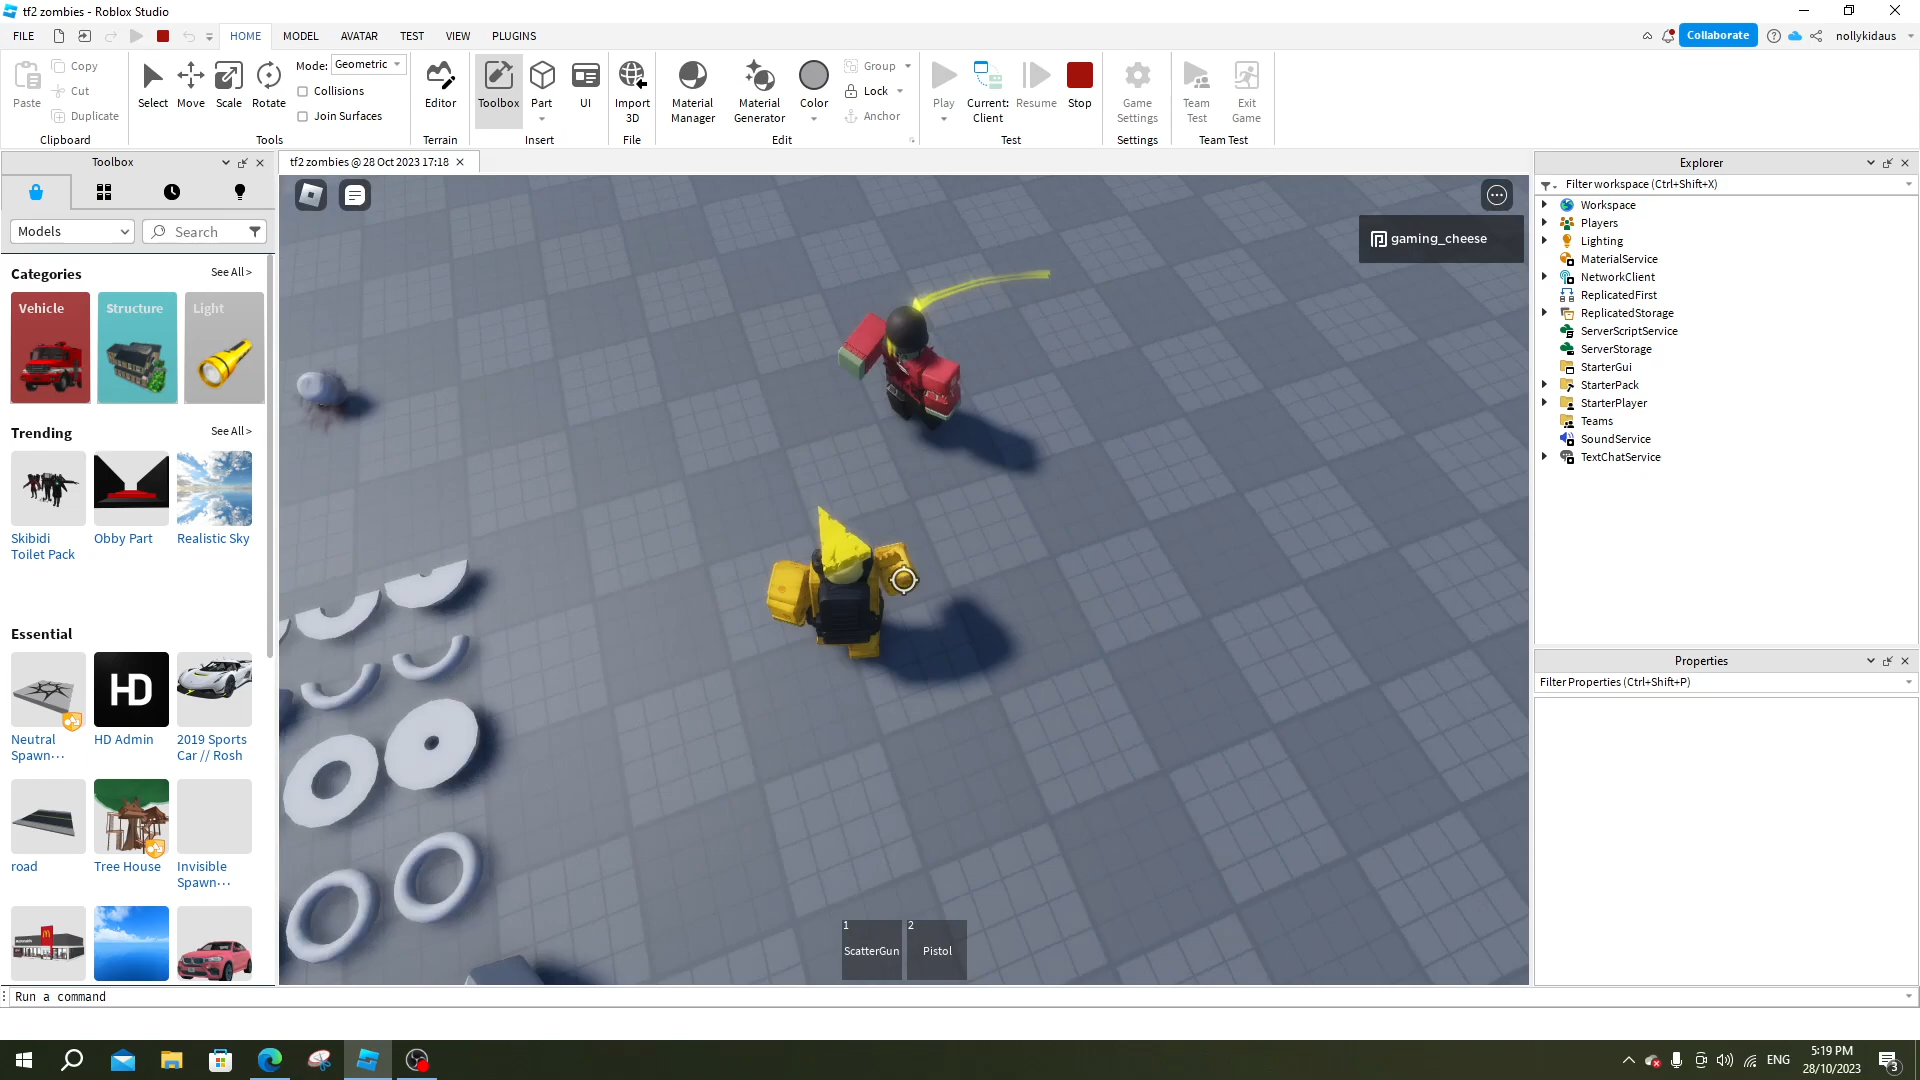 tf2 zombies - Roblox Studio
FILE HOME MODEL AVATAR TEST VIEW PLUGINS Collaborate nollykidaus
Paste Copy Cut Duplicate
Clipboard
Select Move Scale Rotate
Mode: Geometric
Collisions
Join Surfaces
Tools
Editor
Terrain
Toolbox Part UI
Insert
Import 3D
File
Material Manager Material Generator Color
Group
Lock
Anchor
Edit
Play Current: Client Resume Stop
Test
Game Settings
Settings
Team Test Exit Game
Team Test
Toolbox
Models Search
Categories See All >
Vehicle Structure Light
Trending See All >
Skibidi Toilet Pack
Obby Part
Realistic Sky
Essential
HD
Neutral Spawn...
HD Admin
2019 Sports Car // Rosh
road
Tree House
Invisible Spawn...
tf2 zombies @ 28 Oct 2023 17:18
gaming_cheese
1 2
ScatterGun Pistol
Explorer
Filter workspace (Ctrl+Shift+X)
Workspace
Players
Lighting
MaterialService
NetworkClient
ReplicatedFirst
ReplicatedStorage
ServerScriptService
ServerStorage
StarterGui
StarterPack
StarterPlayer
Teams
SoundService
TextChatService
Properties
Filter Properties (Ctrl+Shift+P)
Run a command
ENG
5:19 PM
28/10/2023
3